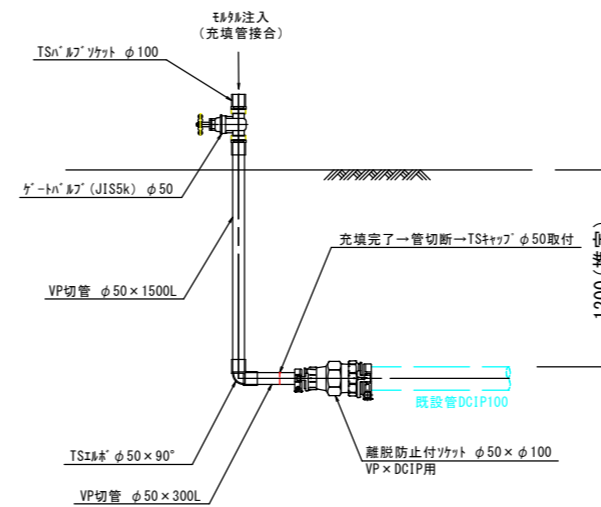 ﾓﾙﾀﾙ注入
(充填管接合)
TSﾊﾞﾙﾌﾞｿｹｯﾄ φ100
ｹﾞｰﾄﾊﾞﾙﾌﾞ(JIS5k) φ50
充填完了→管切断→TSｷｬｯﾌﾟφ50取付
VP切管 φ50×1500L
既設管DCIP100
TSｴﾙﾎﾞ φ50×90°
離脱防止付ｿｹｯﾄ φ50×φ100
VP×DCIP用
VP切管 φ50×300L